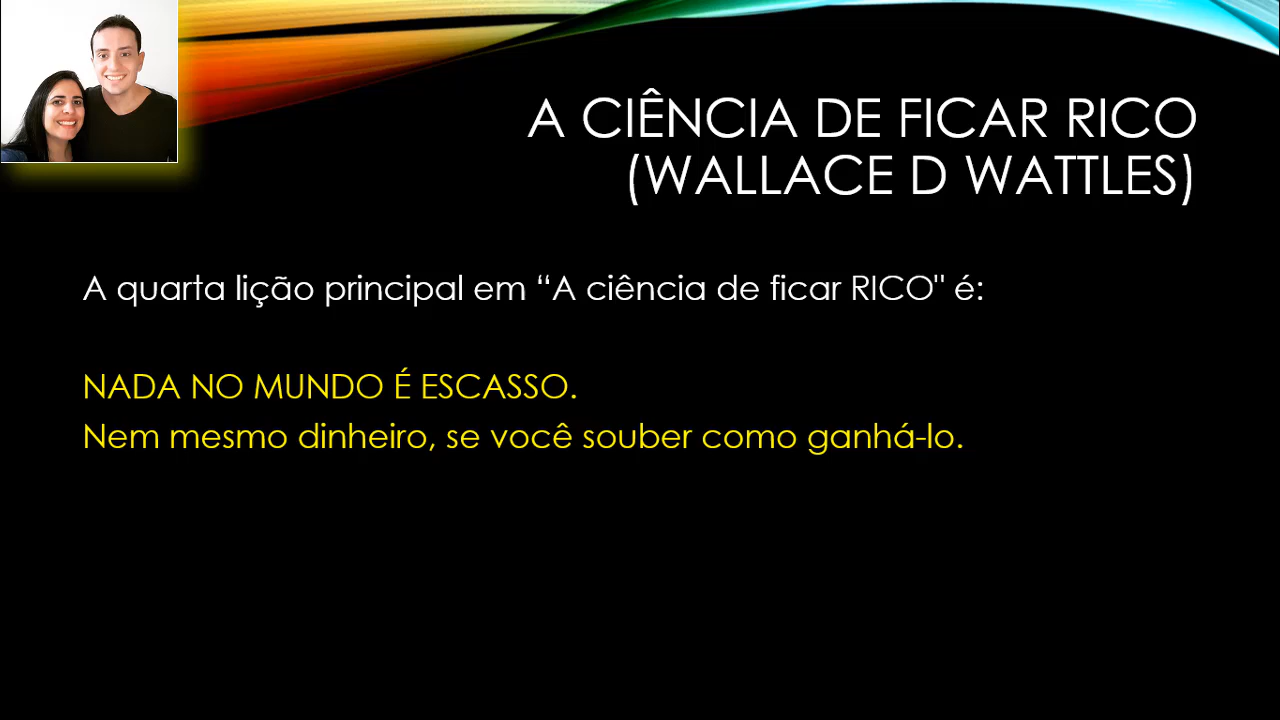 A CIÊNCIA DE FICAR RICO
(WALLACE D WATTLES)
A quarta lição principal em “A ciência de ficar RICO" é:
NADA NO MUNDO É ESCASSO.
Nem mesmo dinheiro, se você souber como ganhá-lo.